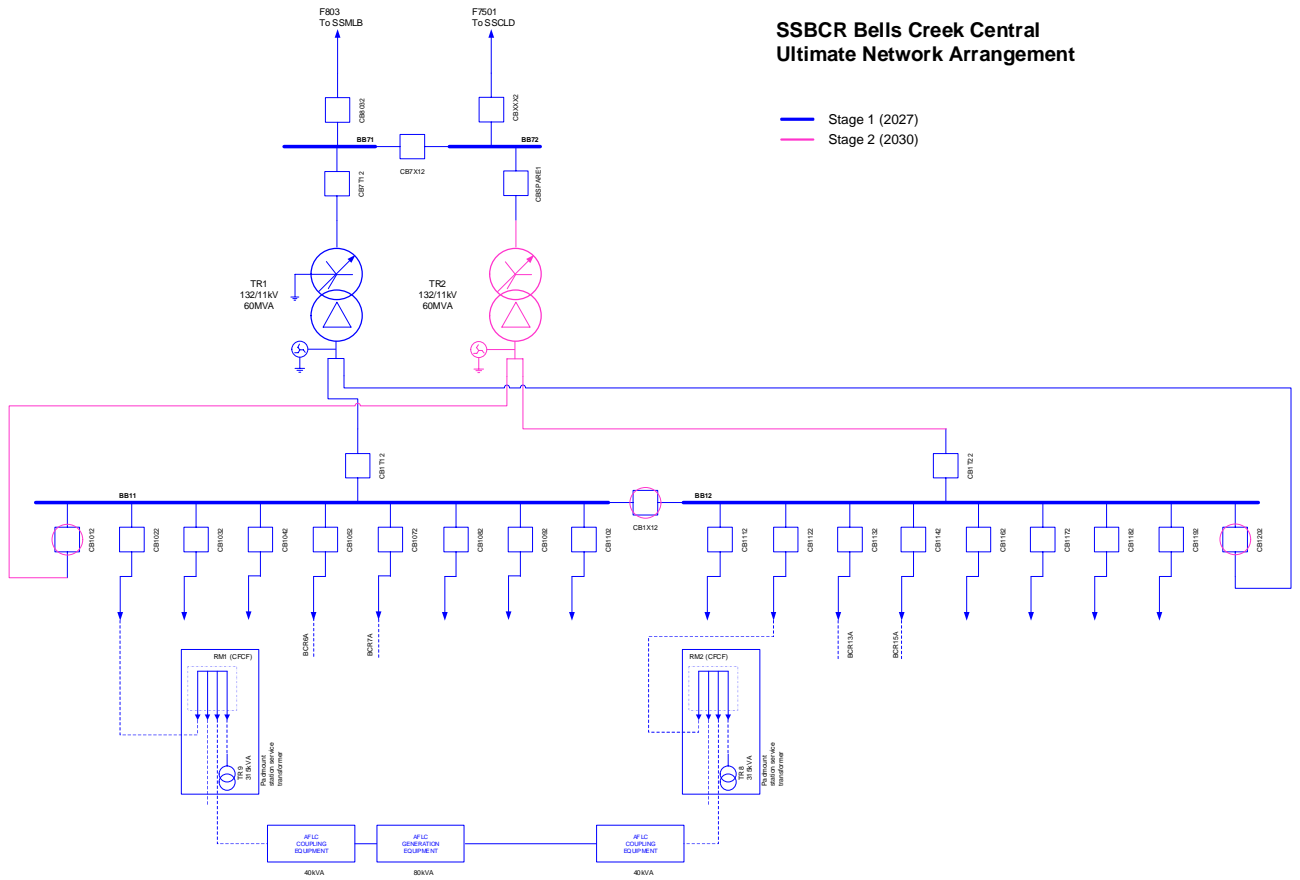 F803
To SSMLB
F7501
To SSCLD
SSBCR Bells Creek Central
Ultimate Network Arrangement
Stage 1 (2027)
Stage 2 (2030)
CB8032
CBXXX2
BB71
BB72
CB7X12
CB7T12
CBSPARE1
TR1
132/11kV
60MVA
TR2
132/11kV
60MVA
CB1T12
CB1T22
BB11
BB12
CB1X12
CB1012
CB1022
CB1032
CB1042
CB1052
CB1072
CB1082
CB1092
CB1102
CB1112
CB1122
CB1132
CB1142
CB1162
CB1172
CB1182
CB1192
CB1202
BCR6A
BCR7A
BCR13A
BCR15A
RM1 (CFCF)
TR9
315kVA
Padmount
station service
transformer
RM2 (CFCF)
TR8
315kVA
Padmount
station service
transformer
AFLC
COUPLING
EQUIPMENT
AFLC
GENERATION
EQUIPMENT
AFLC
COUPLING
EQUIPMENT
40kVA
80kVA
40kVA